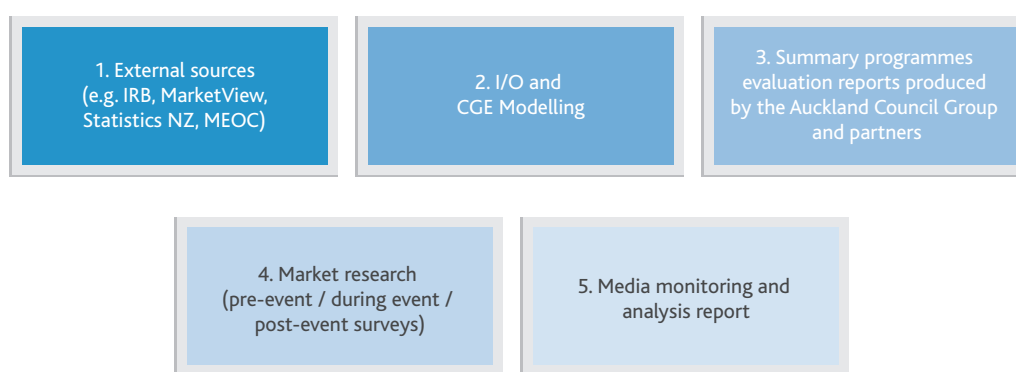 1. External sources
(e.g. IRB, MarketView,
Statistics NZ, MEOC)
2. I/O and
CGE Modelling
3. Summary programmes
evaluation reports produced
by the Auckland Council Group
and partners
4. Market research
(pre-event / during event /
post-event surveys)
5. Media monitoring and
analysis report